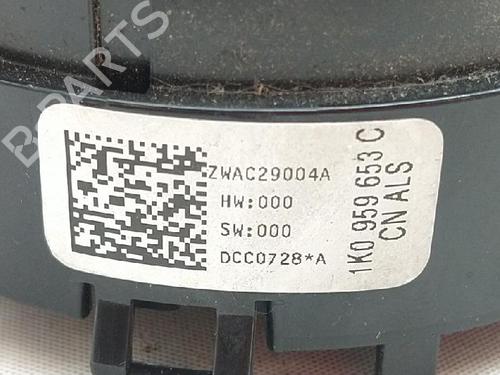 B-PARTS
ZWAC29004A
HW:000
SW:000
DCC0728*A
1K0 959 653 C
CN ALS